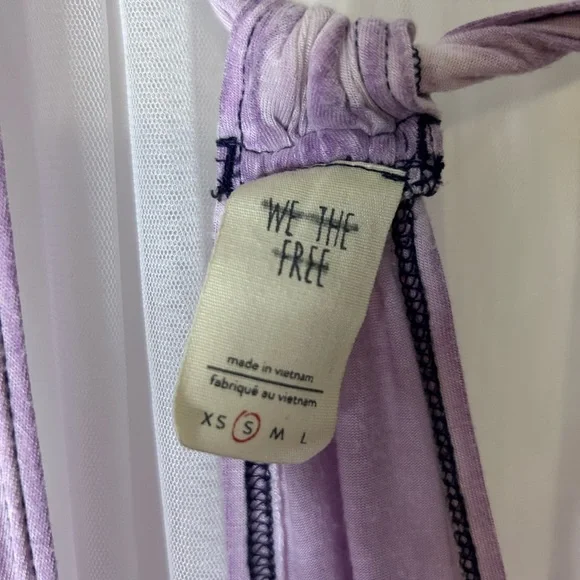 WE THE
FREE
made in vietnam
fabriqué au vietnam
XS S M L